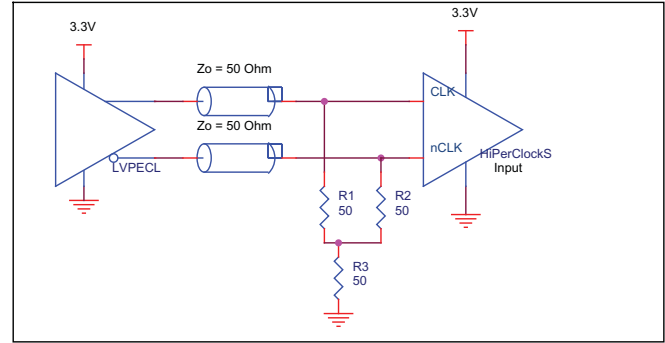 3.3V
3.3V
Zo = 50 Ohm
CLK
Zo = 50 Ohm
nCLK
HiPerClockS
LVPECL
Input
R1
50
R2
50
R3
50